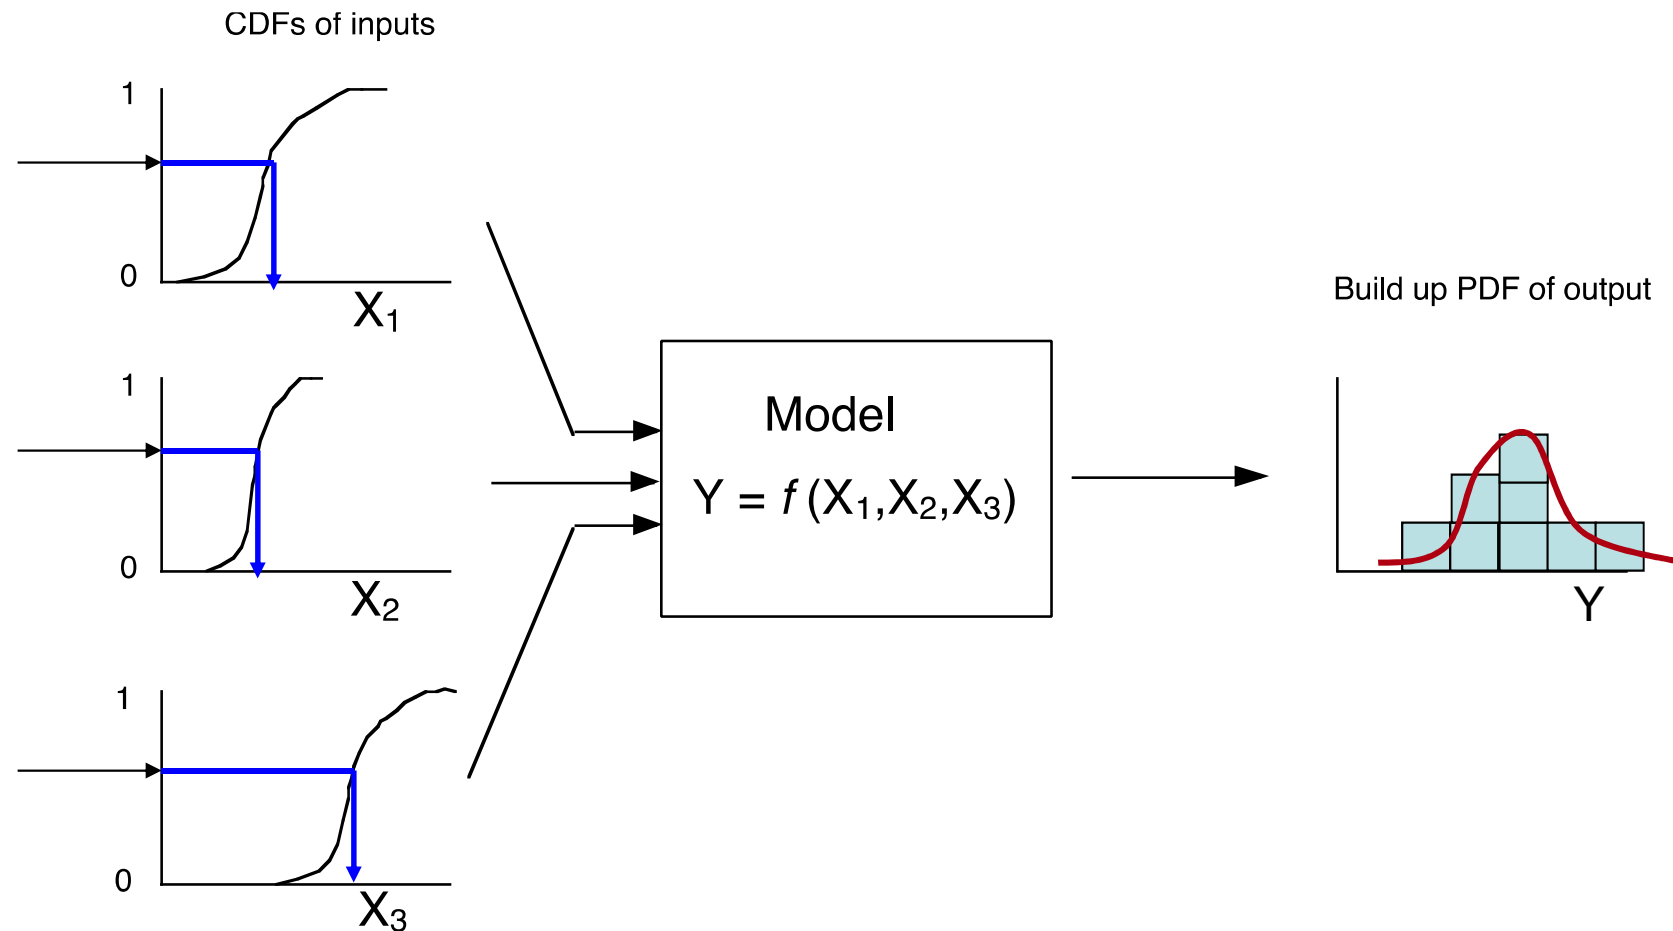 CDFs of inputs
1
0
X1
1
0
X2
1
0
X3
Model
Y = f (X1,X2,X3)
Build up PDF of output
Y